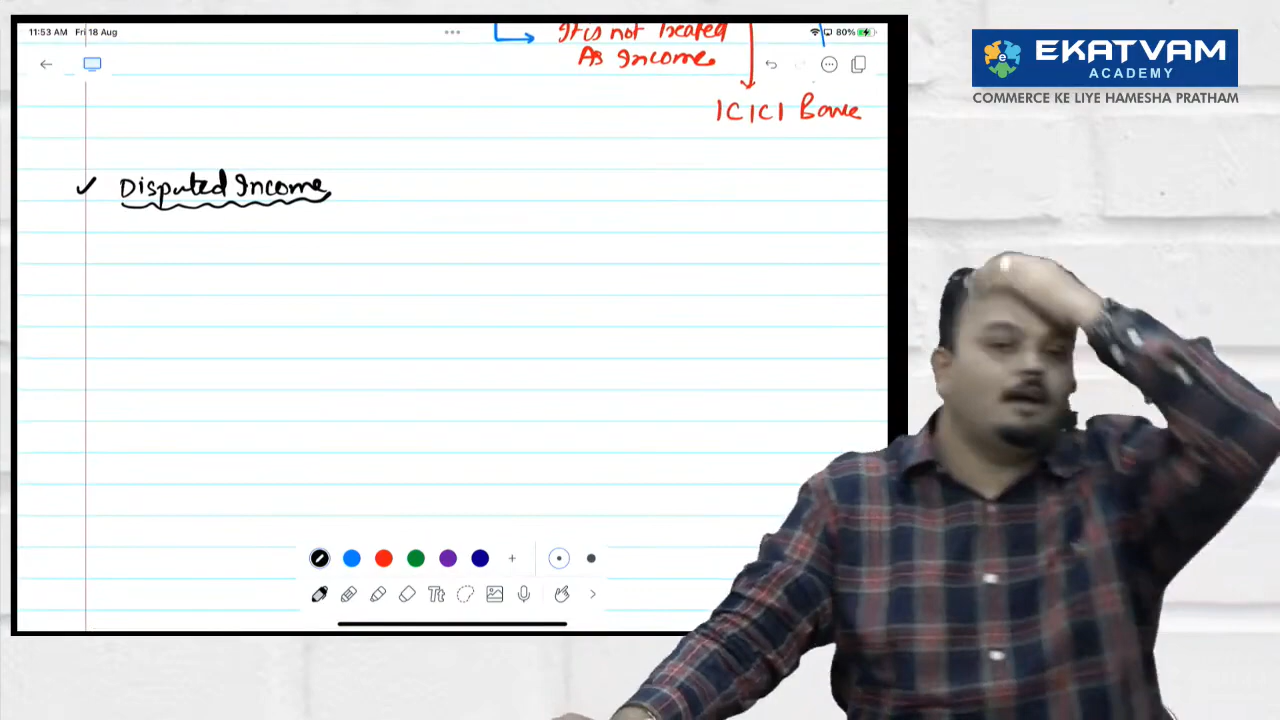 11:53 AM Fri 18 Aug
80%
It is not treated
As Income
ICICI Bank
✓ Disputed Income
Tt
EKATVAM
ACADEMY
COMMERCE KE LIYE HAMESHA PRATHAM